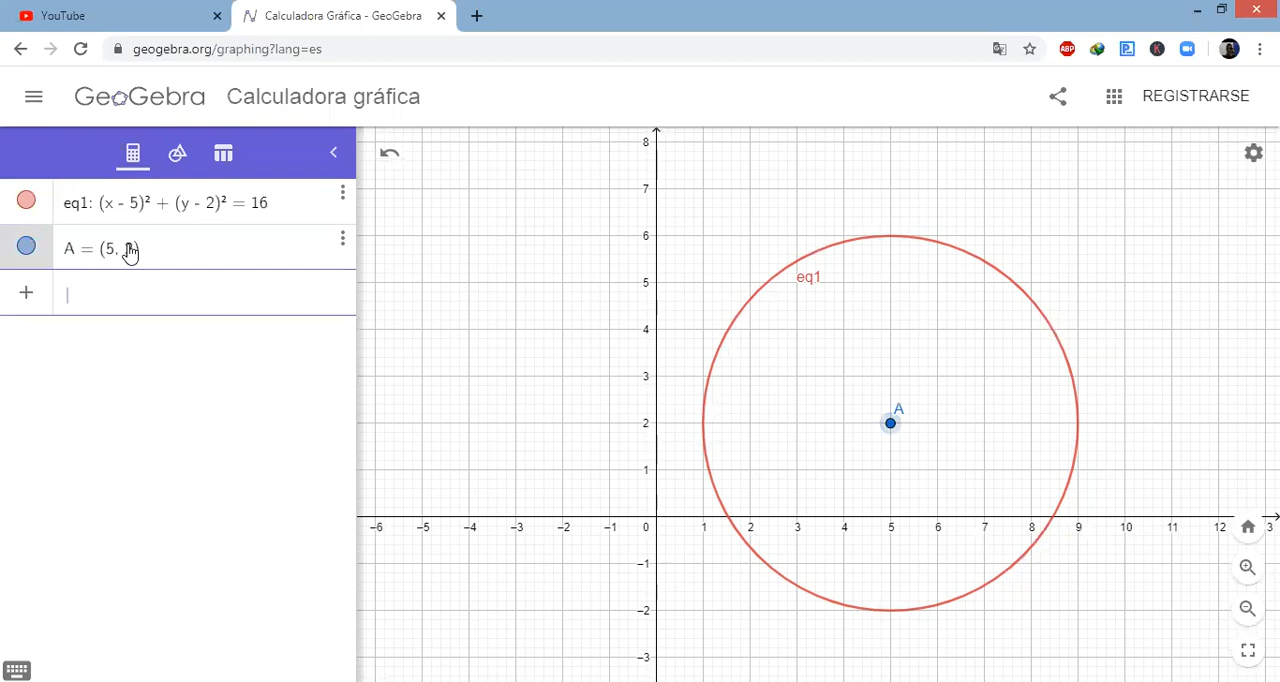 YouTube
Calculadora Gráfica - GeoGebra
geogebra.org/graphing?lang=es
GeoGebra Calculadora gráfica
REGISTRARSE
eq1: (x - 5)² + (y - 2)² = 16
A = (5,
eq1
A
8
7
6
5
4
3
2
1
−6 −5 −4 −3 −2 −1 0 1 2 3 4 5 6 7 8 9 10 11 12 3
−1
−2
−3